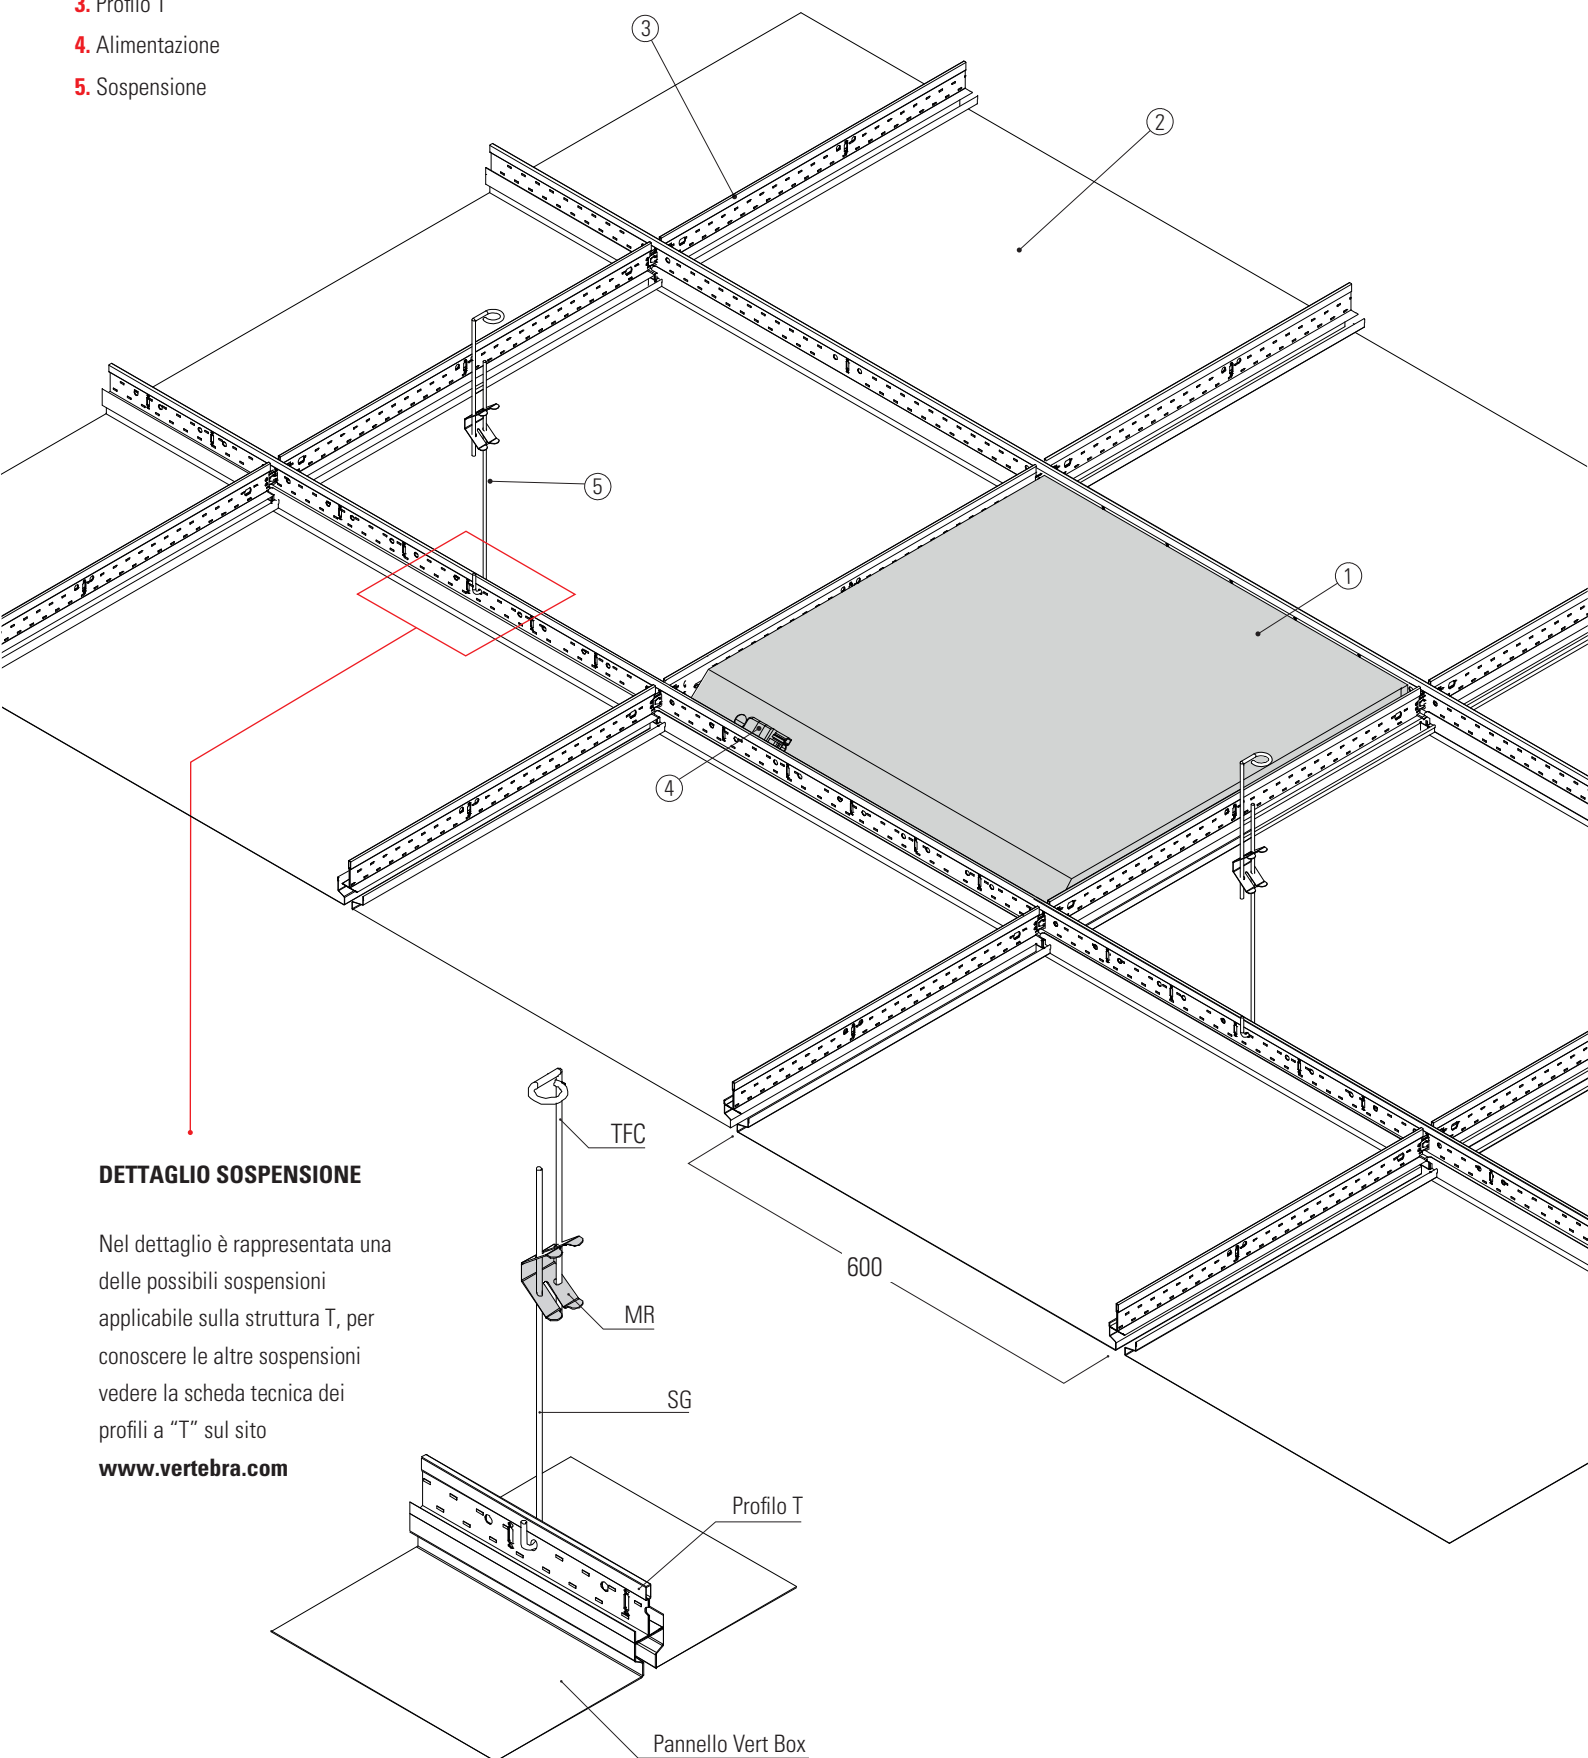 3. Profilo T
4. Alimentazione
5. Sospensione
3
2
5
1
4
TFC
DETTAGLIO SOSPENSIONE
Nel dettaglio è rappresentata una
delle possibili sospensioni
applicabile sulla struttura T, per
conoscere le altre sospensioni
vedere la scheda tecnica dei
profili a “T” sul sito
www.vertebra.com
600
MR
SG
Profilo T
Pannello Vert Box